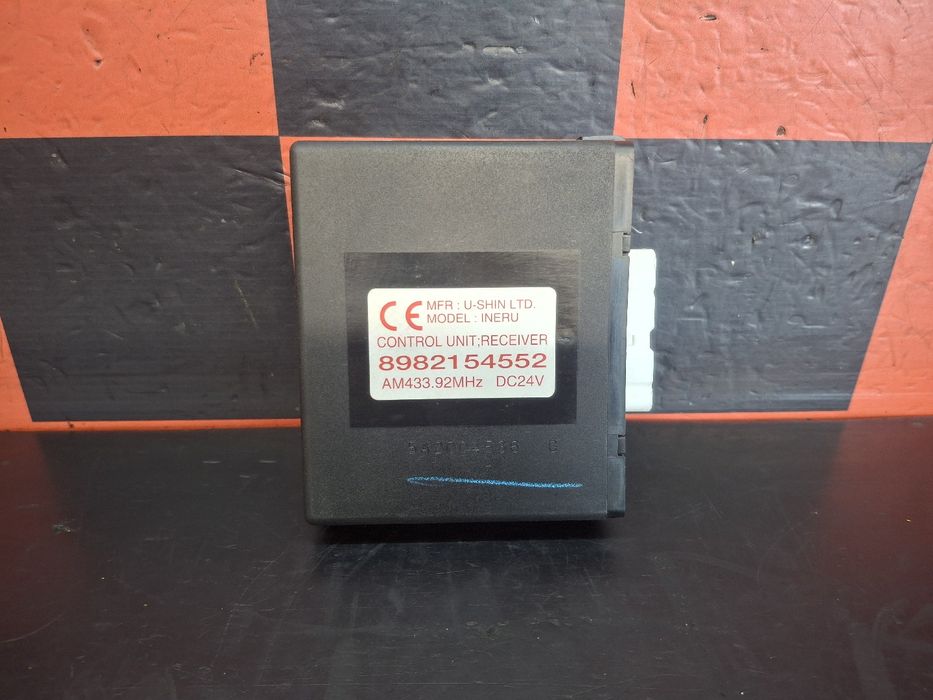 CE MFR : U-SHIN LTD.
MODEL : INERU
CONTROL UNIT;RECEIVER
8982154552
AM433.92MHz DC24V